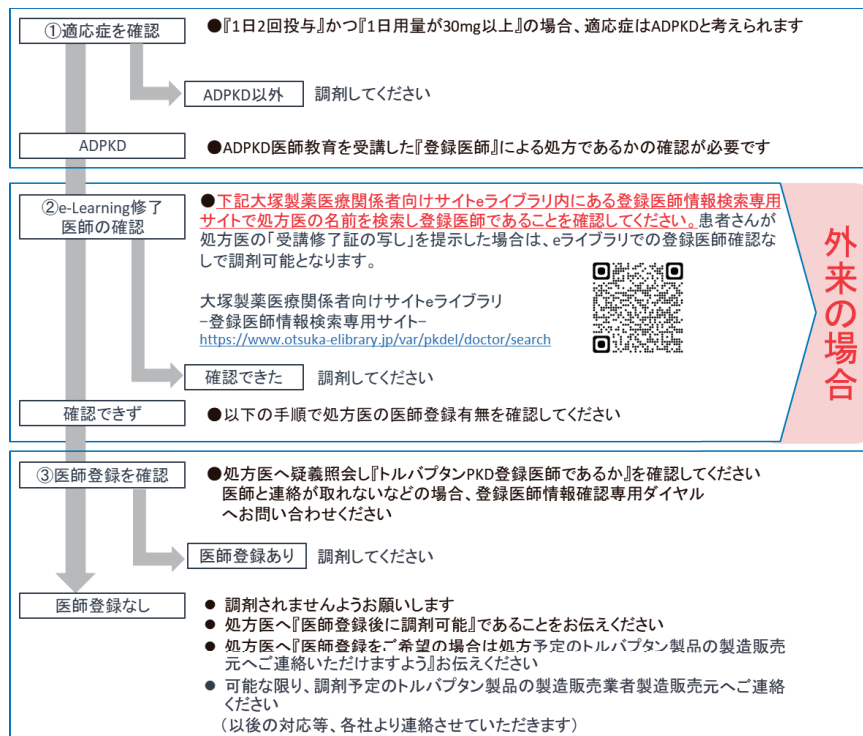 ①適応症を確認
●『1日2回投与』かつ『1日用量が30mg以上』の場合、適応症はADPKDと考えられます
ADPKD以外
調剤してください
ADPKD
●ADPKD医師教育を受講した『登録医師』による処方であるかの確認が必要です
②e-Learning修了
医師の確認
●下記大塚製薬医療関係者向けサイトeライブラリ内にある登録医師情報検索専用
サイトで処方医の名前を検索し登録医師であることを確認してください。患者さんが
処方医の「受講修了証の写し」を提示した場合は、eライブラリでの登録医師確認な
しで調剤可能となります。
大塚製薬医療関係者向けサイトeライブラリ
-登録医師情報検索専用サイト-
https://www.otsuka-elibrary.jp/var/pkdel/doctor/search
確認できた
調剤してください
確認できず
●以下の手順で処方医の医師登録有無を確認してください
外来の場合
③医師登録を確認
●処方医へ疑義照会し『トルバプタンPKD登録医師であるか』を確認してください
医師と連絡が取れないなどの場合、登録医師情報確認専用ダイヤル
へお問い合わせください
医師登録あり
調剤してください
医師登録なし
● 調剤されませんようお願いします
● 処方医へ『医師登録後に調剤可能』であることをお伝えください
● 処方医へ『医師登録をご希望の場合は処方予定のトルバプタン製品の製造販売
元へご連絡いただけますよう』お伝えください
● 可能な限り、調剤予定のトルバプタン製品の製造販売業者製造販売元へご連絡
ください
（以後の対応等、各社より連絡させていただきます）